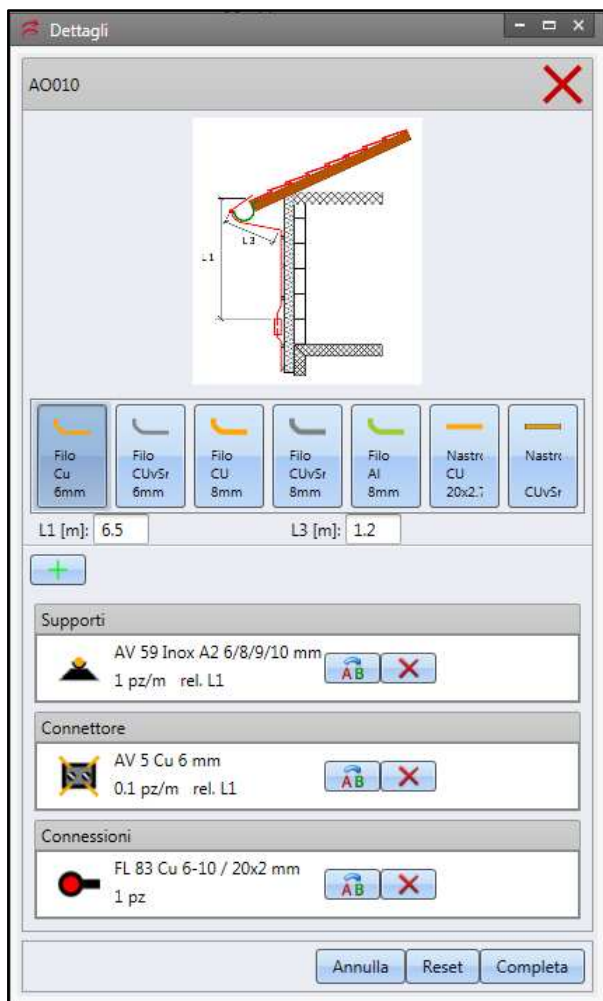 Dettagli
AO010
L1
L3
Filo
Cu
6mm
Filo
CUvSr
6mm
Filo
CU
8mm
Filo
CUvSr
8mm
Filo
Al
8mm
Nastro
CU
20x2.
Nastro
CUvSr
L1 [m]: 6.5 L3 [m]: 1.2
Supporti
AV 59 Inox A2 6/8/9/10 mm
1 pz/m rel. L1
A B
Connettore
AV 5 Cu 6 mm
0.1 pz/m rel. L1
A B
Connessioni
FL 83 Cu 6-10 / 20x2 mm
1 pz
A B
Annulla Reset Completa